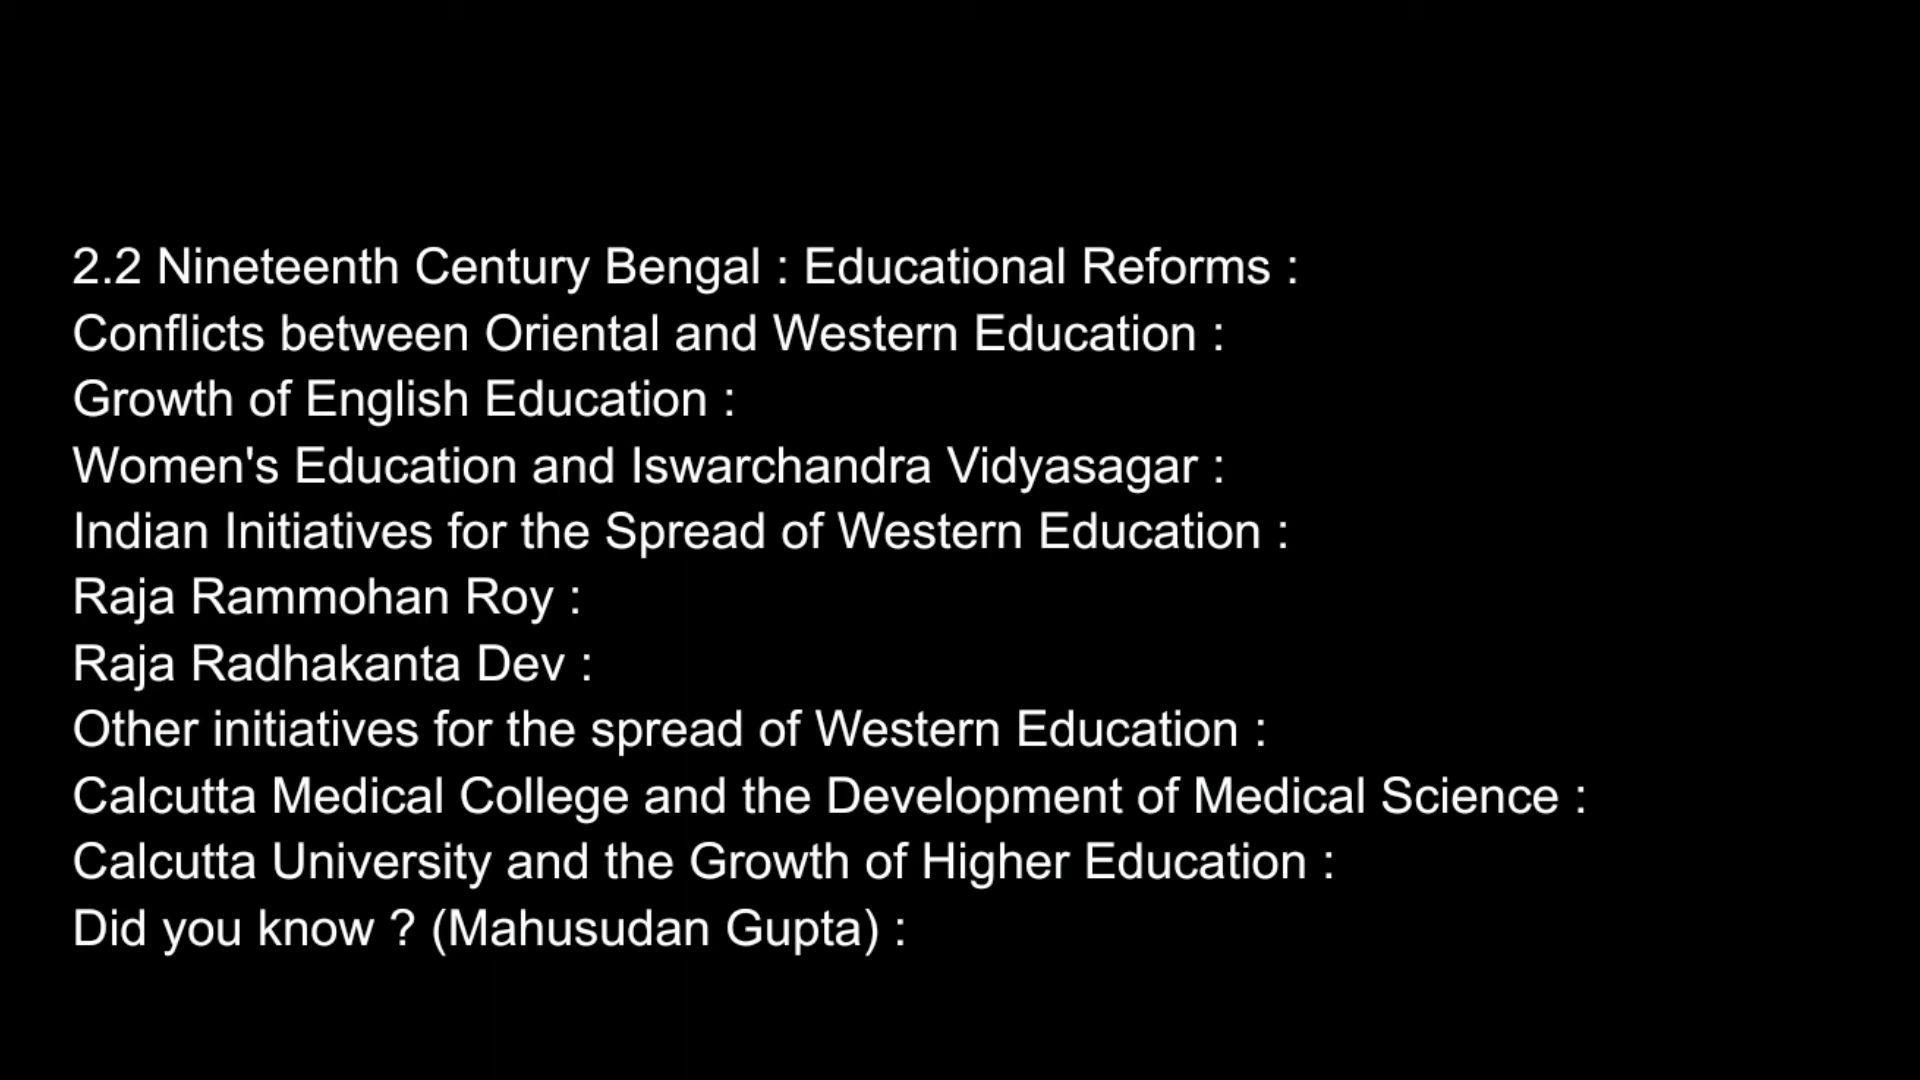 2.2 Nineteenth Century Bengal : Educational Reforms :
Conflicts between Oriental and Western Education :
Growth of English Education :
Women's Education and Iswarchandra Vidyasagar :
Indian Initiatives for the Spread of Western Education :
Raja Rammohan Roy :
Raja Radhakanta Dev :
Other initiatives for the spread of Western Education :
Calcutta Medical College and the Development of Medical Science :
Calcutta University and the Growth of Higher Education :
Did you know ? (Mahusudan Gupta) :